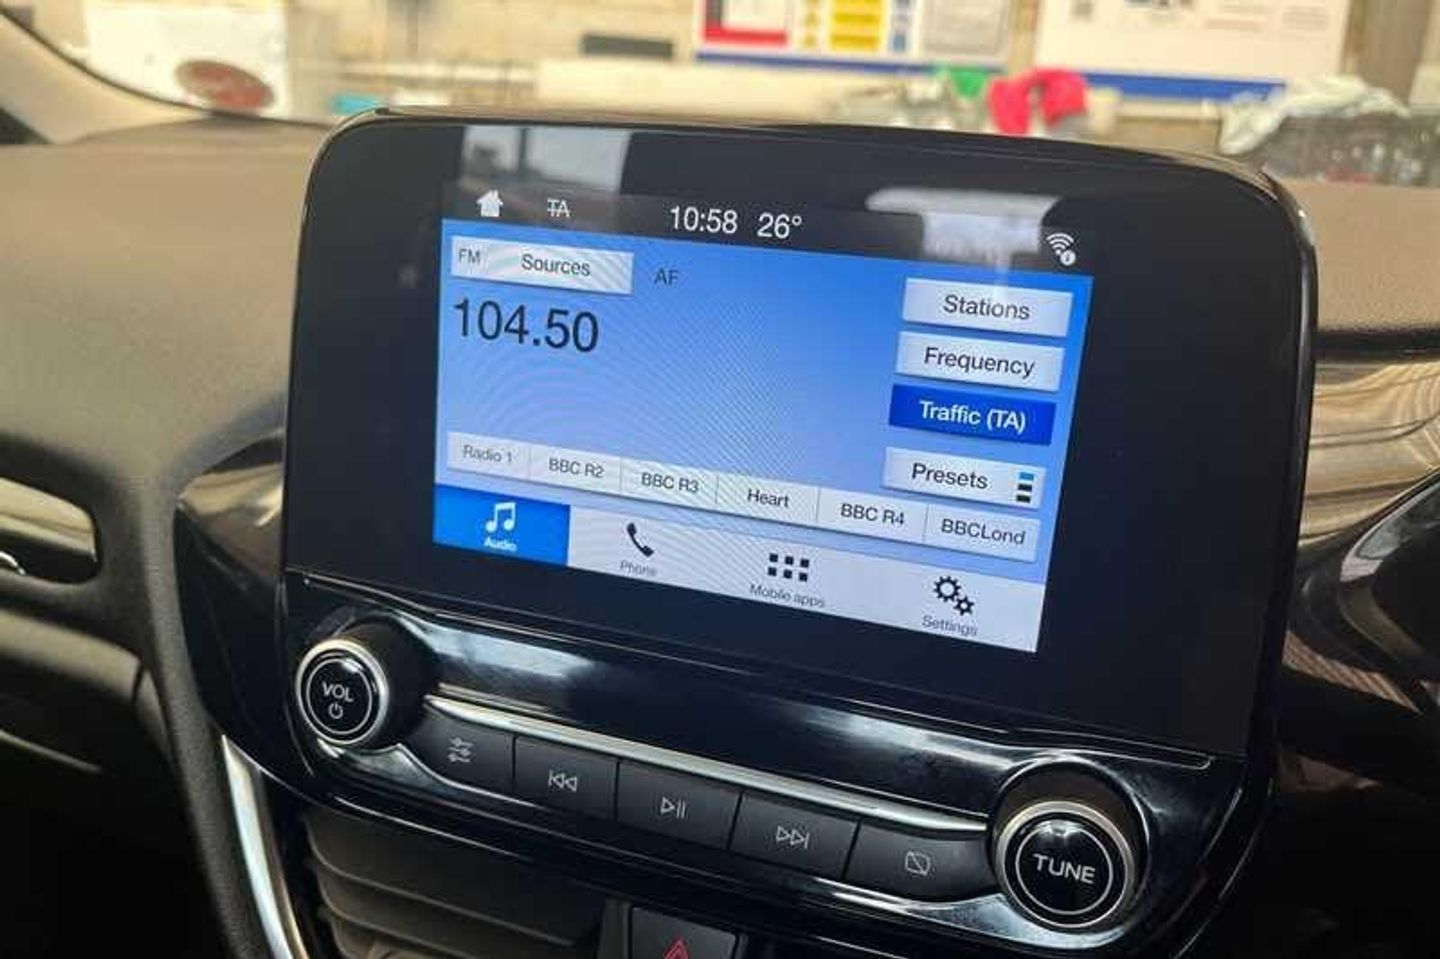 TA 10:58 26°
FM Sources AF
Stations
104.50
Frequency
Traffic (TA)
Presets
Radio 1 BBC R2 BBC R3 Heart BBC R4 BBCLond
Audio Phone Mobile apps Settings
VOL
TUNE